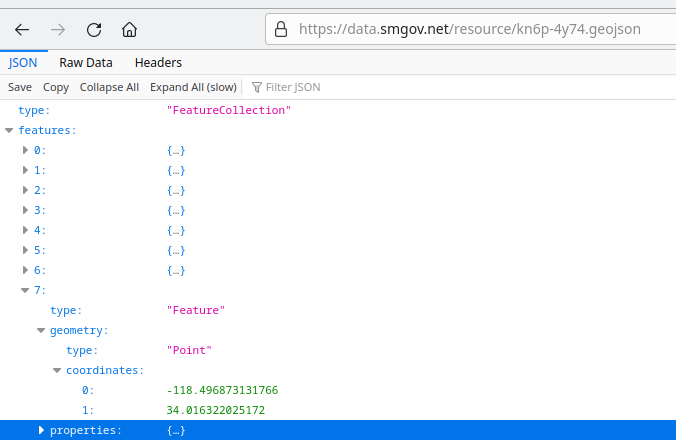 https://data.smgov.net/resource/kn6p-4y74.geojson
JSON Raw Data Headers
Save Copy Collapse All Expand All (slow) Filter JSON
type: "FeatureCollection"
features:
0: {…}
1: {…}
2: {…}
3: {…}
4: {…}
5: {…}
6: {…}
7:
type: "Feature"
geometry:
type: "Point"
coordinates:
0: -118.496873131766
1: 34.016322025172
properties: {…}